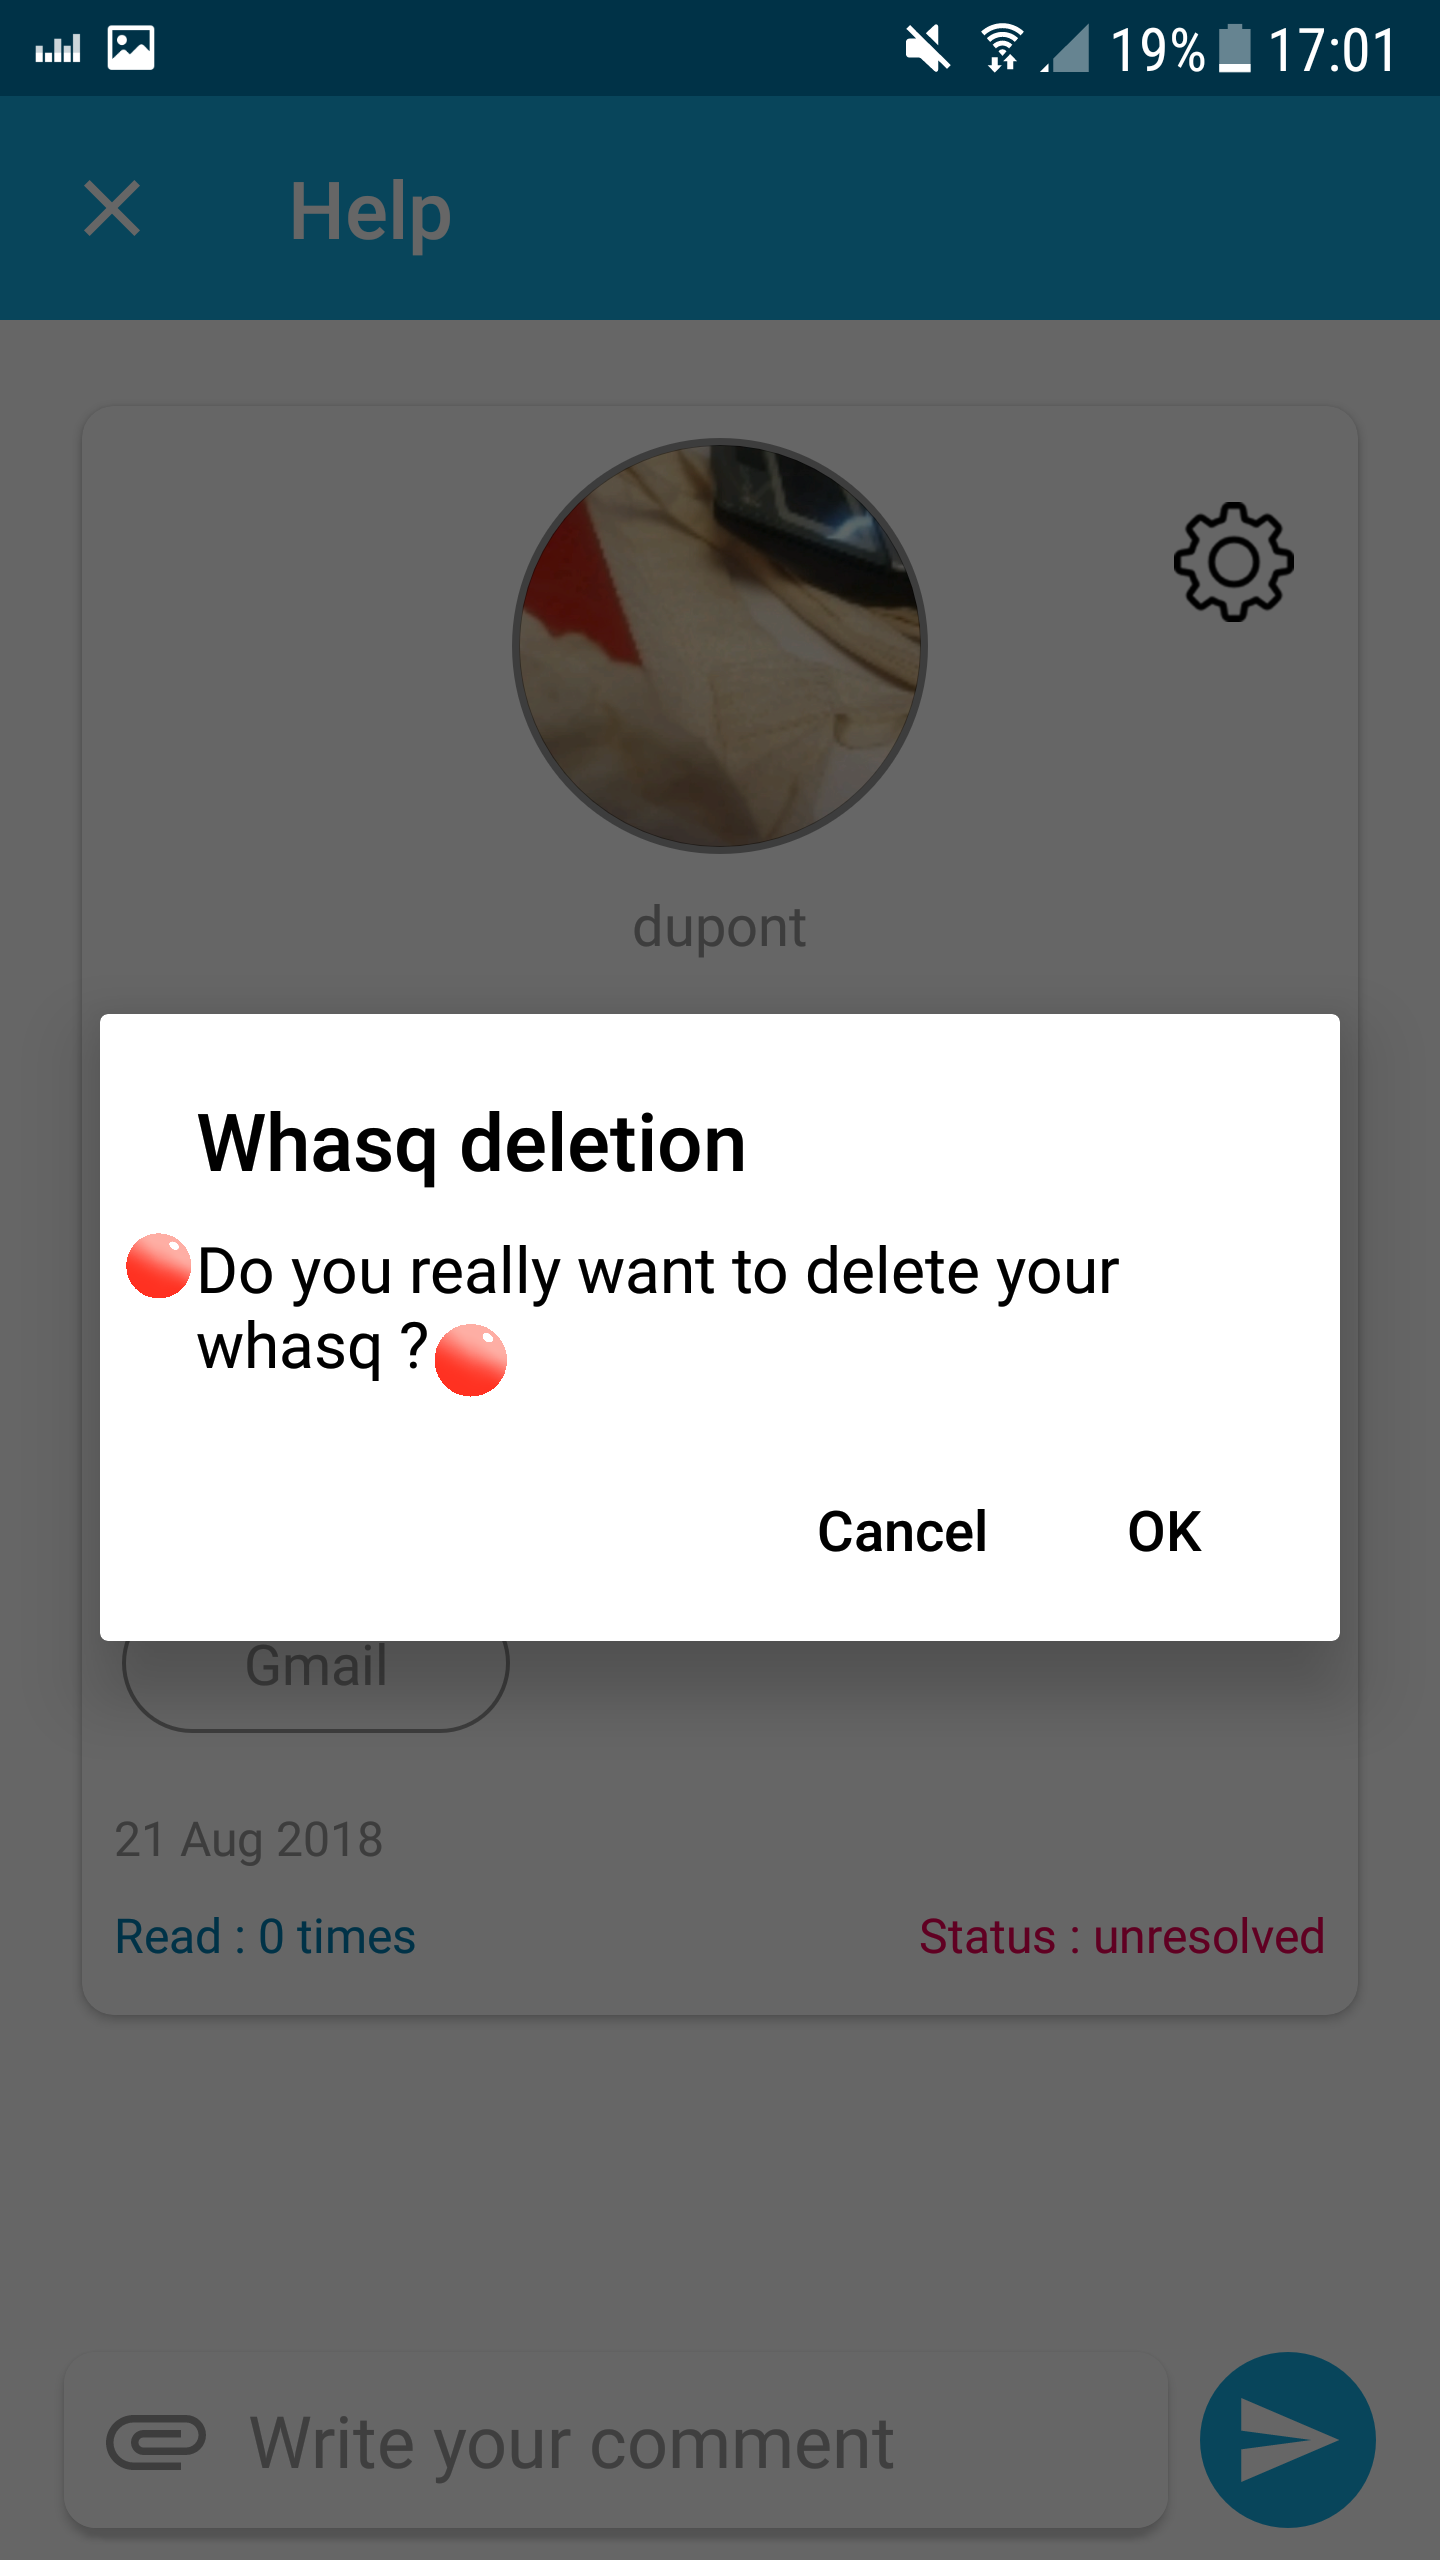 19% 17:01
Help
dupont
Whasq deletion
Do you really want to delete your
whasq ?
Cancel OK
Gmail
21 Aug 2018
Read : 0 times Status : unresolved
Write your comment